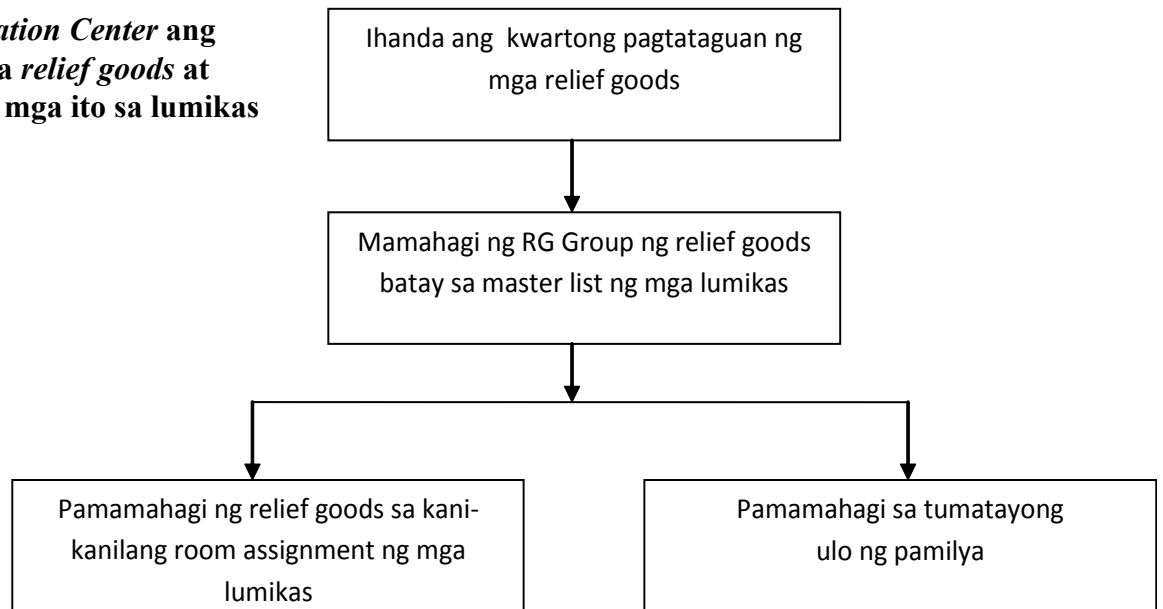 ation Center ang
a relief goods at
mga ito sa lumikas
Ihanda ang kwartong pagtataguan ng
mga relief goods
Mamahagi ng RG Group ng relief goods
batay sa master list ng mga lumikas
Pamamahagi ng relief goods sa kani-
kanilang room assignment ng mga
lumikas
Pamamahagi sa tumatayong
ulo ng pamilya